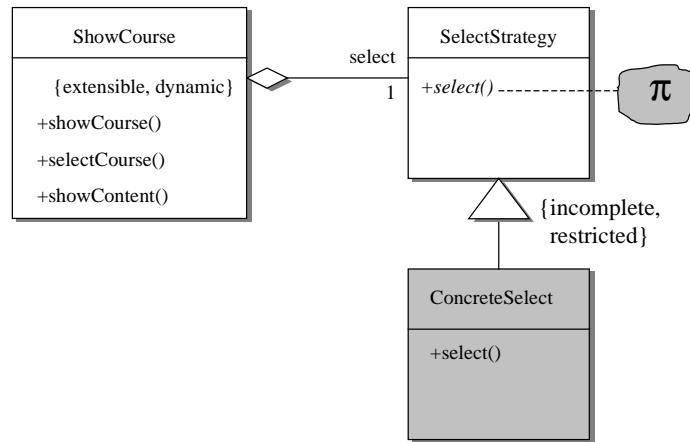 ShowCourse
{extensible, dynamic}
+showCourse()
+selectCourse()
+showContent()
select
1
SelectStrategy
+select()
π
{incomplete,
restricted}
ConcreteSelect
+select()